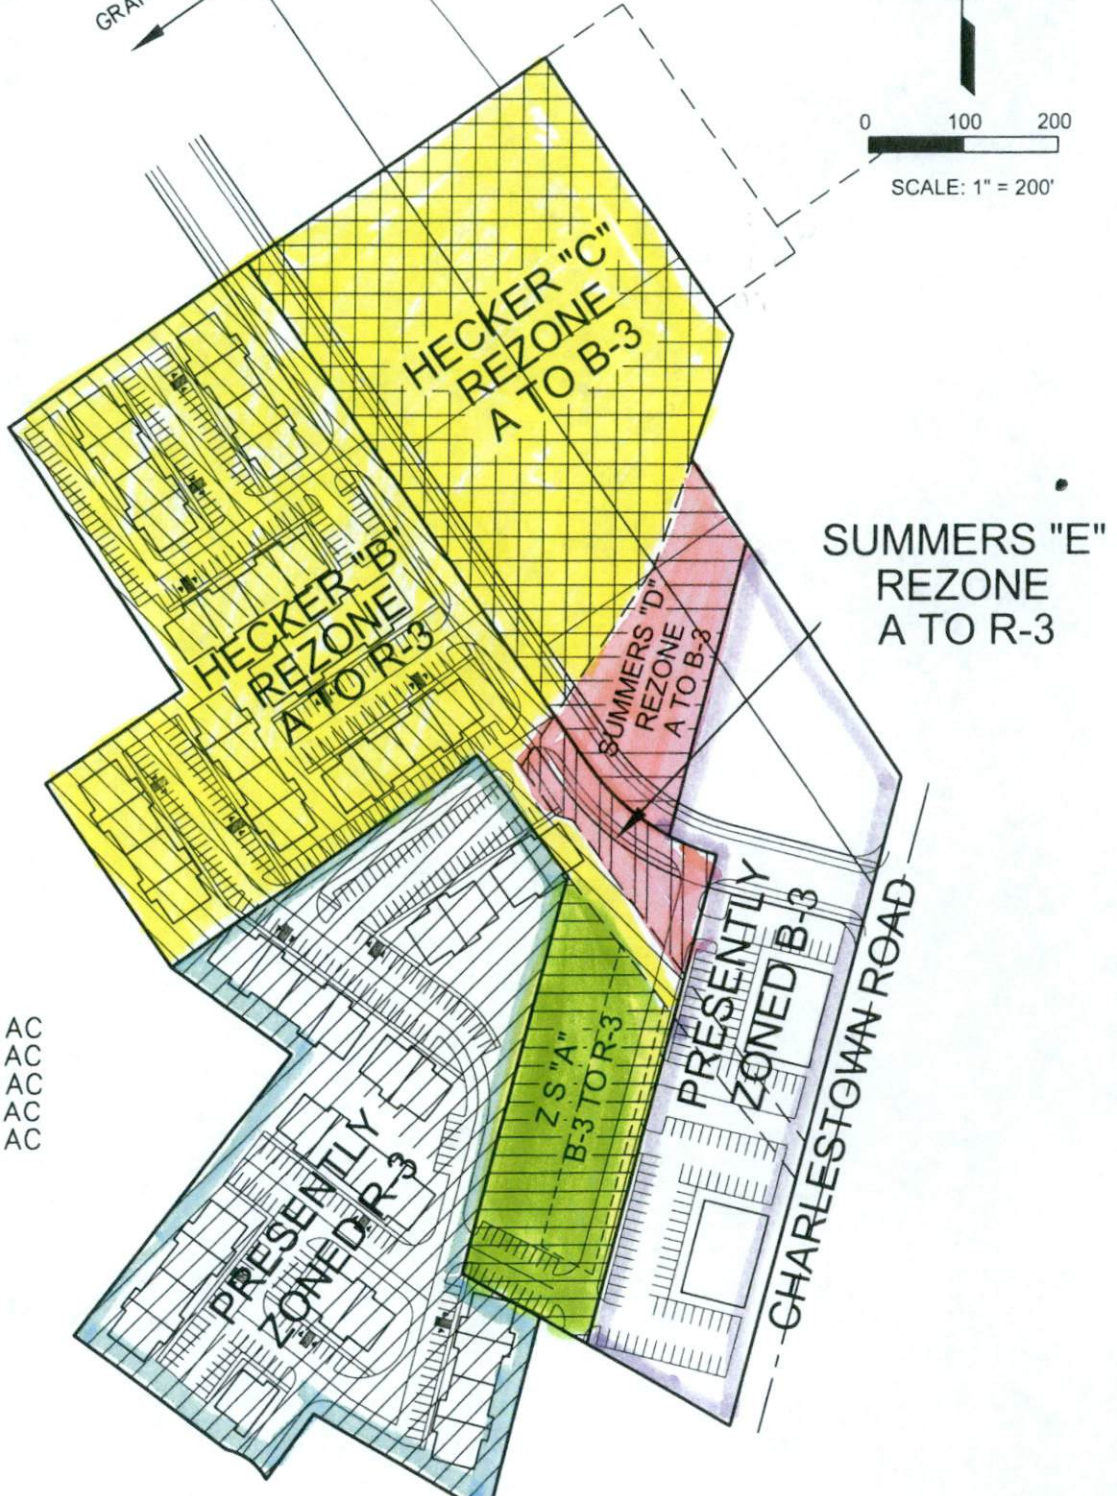 0 100 200
SCALE: 1" = 200'
HECKER "C"
REZONE
A TO B-3
SUMMERS "E"
REZONE
A TO R-3
HECKER "B"
REZONE
A TO R-3
SUMMERS "D"
REZONE
A TO B-3
PRESENTLY
ZONED B-3
CHARLESTOWN ROAD
Z S "A"
B-3 TO R-3
AC
AC
AC
AC
AC
PRESENTLY
ZONED R-3